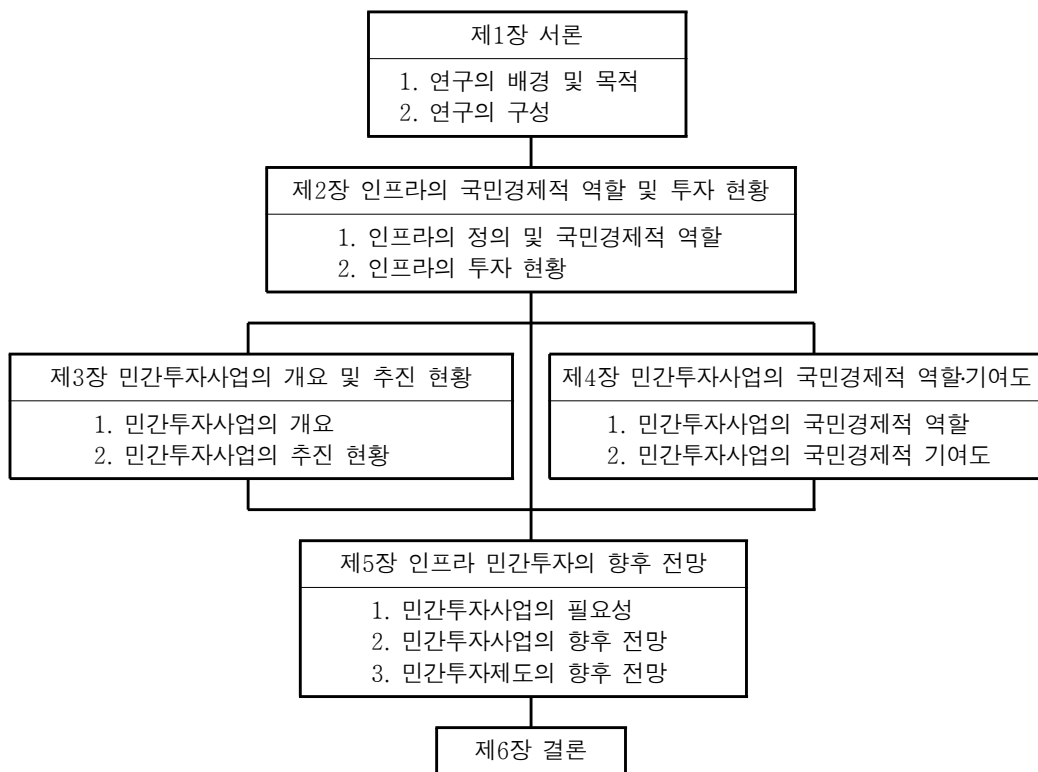 제1장 서론
1. 연구의 배경 및 목적
2. 연구의 구성
제2장 인프라의 국민경제적 역할 및 투자 현황
1. 인프라의 정의 및 국민경제적 역할
2. 인프라의 투자 현황
제3장 민간투자사업의 개요 및 추진 현황
1. 민간투자사업의 개요
2. 민간투자사업의 추진 현황
제4장 민간투자사업의 국민경제적 역할·기여도
1. 민간투자사업의 국민경제적 역할
2. 민간투자사업의 국민경제적 기여도
제5장 인프라 민간투자의 향후 전망
1. 민간투자사업의 필요성
2. 민간투자사업의 향후 전망
3. 민간투자제도의 향후 전망
제6장 결론